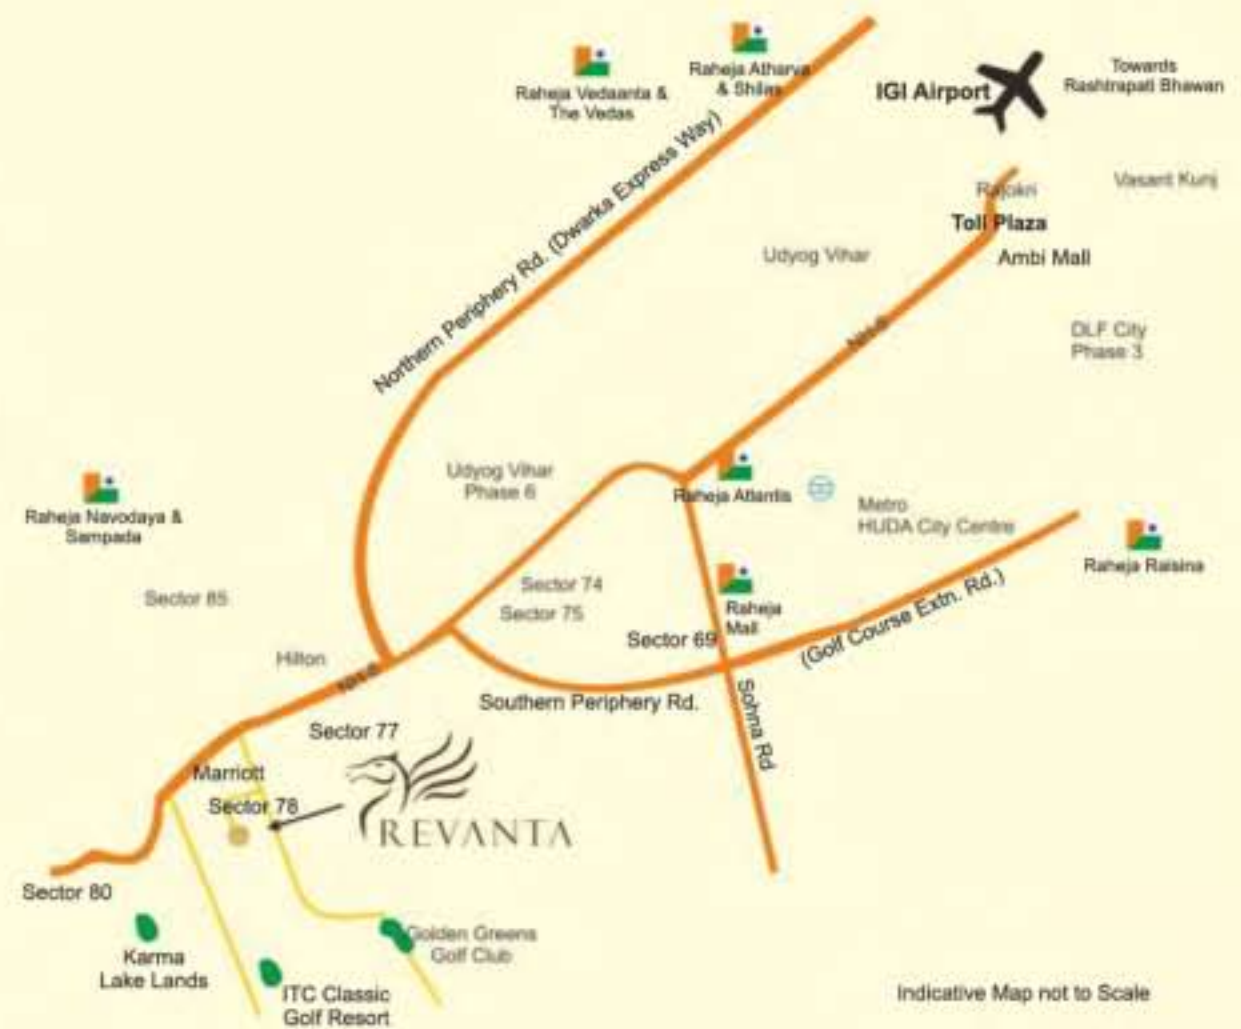 Raheja Vedaanta &
The Vedas
Raheja Atharva
& Shilas
IGI Airport
Towards
Rashtrapati Bhawan
Northern Periphery Rd. (Dwarka Express Way)
Rajokri
Vasant Kunj
Toll Plaza
Udyog Vihar
Ambi Mall
NH-8
DLF City
Phase 3
Udyog Vihar
Phase 6
Raheja Atlantis
Metro
HUDA City Centre
Raheja Navodaya &
Sampada
Raheja Raisina
Sector 85
Sector 74
Sector 75
Raheja
Mall
Sector 69
(Golf Course Extn. Rd.)
Hilton
NH-8
Southern Periphery Rd.
Sohna Rd
Sector 77
Marriott
Sector 78
REVANTA
Sector 80
Karma
Lake Lands
Golden Greens
Golf Club
ITC Classic
Golf Resort
Indicative Map not to Scale